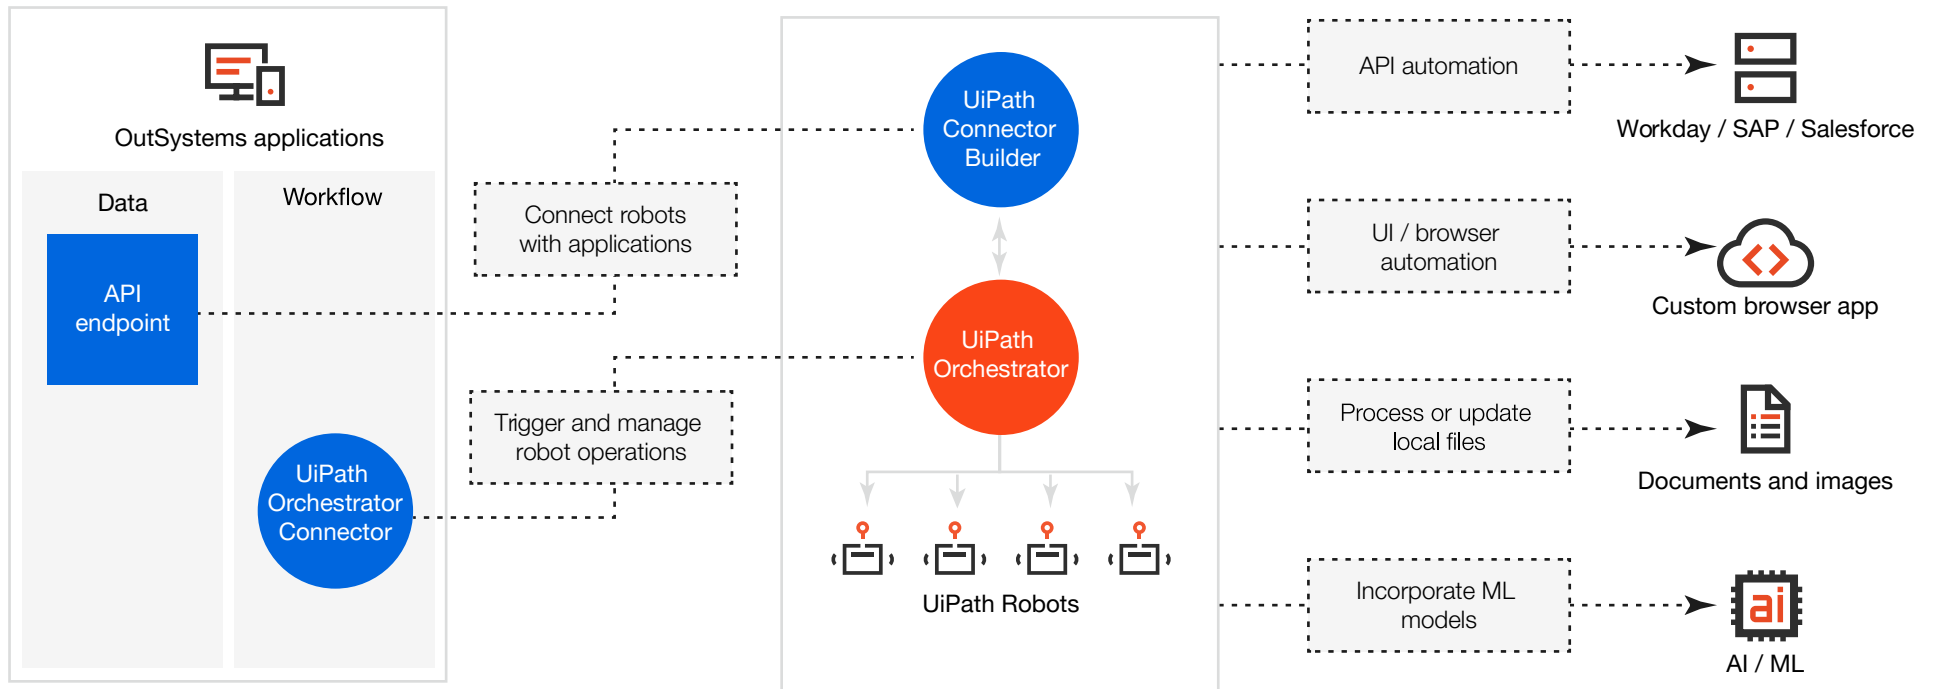 OutSystems applications
Data
Workflow
API
endpoint
UiPath
Orchestrator
Connector
Connect robots
with applications
Trigger and manage
robot operations
UiPath
Connector
Builder
UiPath
Orchestrator
UiPath Robots
API automation
Workday / SAP / Salesforce
UI / browser
automation
Custom browser app
Process or update
local files
Documents and images
Incorporate ML
models
ai
AI / ML